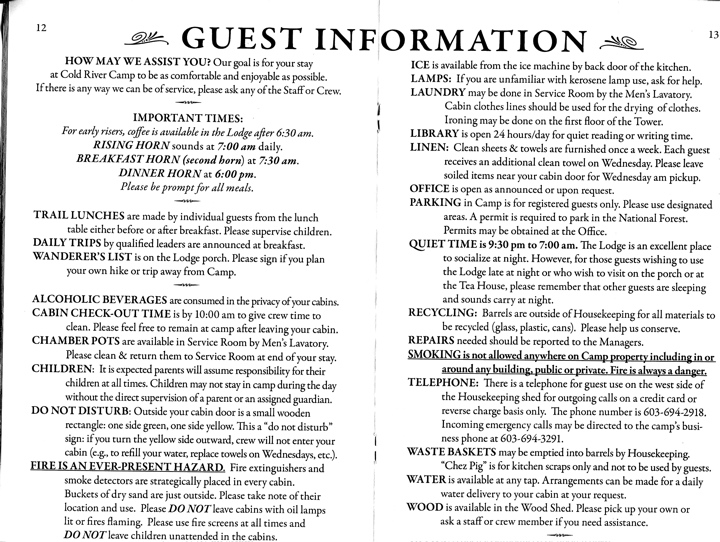 12
13
GUEST INFORMATION
HOW MAY WE ASSIST YOU? Our goal is for your stay
at Cold River Camp to be as comfortable and enjoyable as possible.
If there is any way we can be of service, please ask any of the Staff or Crew.
IMPORTANT TIMES:
For early risers, coffee is available in the Lodge after 6:30 am.
RISING HORN sounds at 7:00 am daily.
BREAKFAST HORN (second horn) at 7:30 am.
DINNER HORN at 6:00 pm.
Please be prompt for all meals.
TRAIL LUNCHES are made by individual guests from the lunch
table either before or after breakfast. Please supervise children.
DAILY TRIPS by qualified leaders are announced at breakfast.
WANDERER'S LIST is on the Lodge porch. Please sign if you plan
your own hike or trip away from Camp.
ALCOHOLIC BEVERAGES are consumed in the privacy of your cabins.
CABIN CHECK-OUT TIME is by 10:00 am to give crew time to
clean. Please feel free to remain at camp after leaving your cabin.
CHAMBER POTS are available in Service Room by Men's Lavatory.
Please clean & return them to Service Room at end of your stay.
CHILDREN: It is expected parents will assume responsibility for their
children at all times. Children may not stay in camp during the day
without the direct supervision of a parent or an assigned guardian.
DO NOT DISTURB: Outside your cabin door is a small wooden
rectangle: one side green, one side yellow. This a "do not disturb"
sign: if you turn the yellow side outward, crew will not enter your
cabin (e.g., to refill your water, replace towels on Wednesdays, etc.).
FIRE IS AN EVER-PRESENT HAZARD. Fire extinguishers and
smoke detectors are strategically placed in every cabin.
Buckets of dry sand are just outside. Please take note of their
location and use. Please DO NOT leave cabins with oil lamps
lit or fires flaming. Please use fire screens at all times and
DO NOT leave children unattended in the cabins.
ICE is available from the ice machine by back door of the kitchen.
LAMPS: If you are unfamiliar with kerosene lamp use, ask for help.
LAUNDRY may be done in Service Room by the Men's Lavatory.
Cabin clothes lines should be used for the drying of clothes.
Ironing may be done on the first floor of the Tower.
LIBRARY is open 24 hours/day for quiet reading or writing time.
LINEN: Clean sheets & towels are furnished once a week. Each guest
receives an additional clean towel on Wednesday. Please leave
soiled items near your cabin door for Wednesday am pickup.
OFFICE is open as announced or upon request.
PARKING in Camp is for registered guests only. Please use designated
areas. A permit is required to park in the National Forest.
Permits may be obtained at the Office.
QUIET TIME is 9:30 pm to 7:00 am. The Lodge is an excellent place
to socialize at night. However, for those guests wishing to use
the Lodge late at night or who wish to visit on the porch or at
the Tea House, please remember that other guests are sleeping
and sounds carry at night.
RECYCLING: Barrels are outside of Housekeeping for all materials to
be recycled (glass, plastic, cans). Please help us conserve.
REPAIRS needed should be reported to the Managers.
SMOKING is not allowed anywhere on Camp property including in or
around any building, public or private. Fire is always a danger.
TELEPHONE: There is a telephone for guest use on the west side of
the Housekeeping shed for outgoing calls on a credit card or
reverse charge basis only. The phone number is 603-694-2918.
Incoming emergency calls may be directed to the camp's busi-
ness phone at 603-694-3291.
WASTE BASKETS may be emptied into barrels by Housekeeping.
"Chez Pig" is for kitchen scraps only and not to be used by guests.
WATER is available at any tap. Arrangements can be made for a daily
water delivery to your cabin at your request.
WOOD is available in the Wood Shed. Please pick up your own or
ask a staff or crew member if you need assistance.